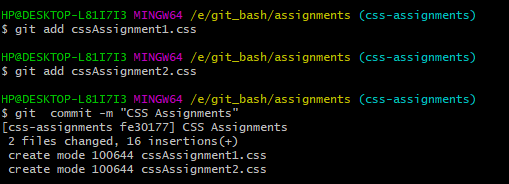 HP@DESKTOP-L81I7I3 MINGW64 /e/git_bash/assignments (css-assignments)
$ git add cssAssignment1.css
HP@DESKTOP-L81I7I3 MINGW64 /e/git_bash/assignments (css-assignments)
$ git add cssAssignment2.css
HP@DESKTOP-L81I7I3 MINGW64 /e/git_bash/assignments (css-assignments)
$ git  commit -m "CSS Assignments"
[css-assignments fe30177] CSS Assignments
 2 files changed, 16 insertions(+)
 create mode 100644 cssAssignment1.css
 create mode 100644 cssAssignment2.css